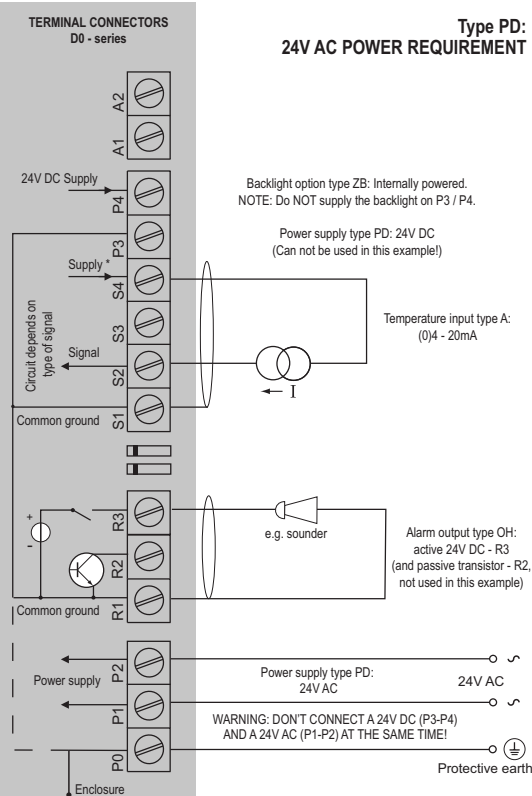 TERMINAL CONNECTORS
D0 - series
Type PD:
24V AC POWER REQUIREMENT
A2
A1
24V DC Supply
P4
Backlight option type ZB: Internally powered.
NOTE: Do NOT supply the backlight on P3 / P4.
P3
Power supply type PD: 24V DC
(Can not be used in this example!)
Supply *
S4
Circuit depends on
type of signal
S3
Temperature input type A:
(0)4 - 20mA
Signal
S2
I
Common ground
S1
+
-
R3
e.g. sounder
R2
Alarm output type OH:
active 24V DC - R3
(and passive transistor - R2,
not used in this example)
Common ground
R1
P2
Power supply
Power supply type PD:
24V AC
24V AC
P1
WARNING: DON'T CONNECT A 24V DC (P3-P4)
AND A 24V AC (P1-P2) AT THE SAME TIME!
P0
Protective earth
Enclosure